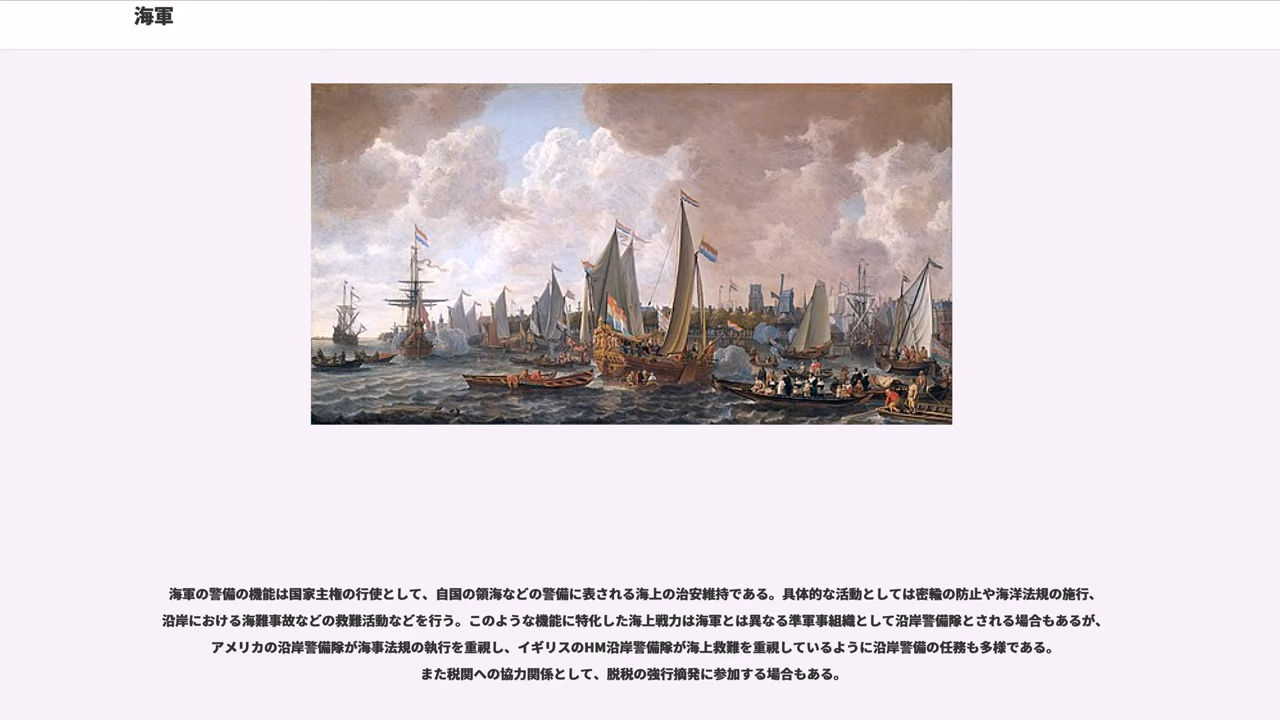 海軍
海軍の警備の機能は国家主権の行使として、自国の領海などの警備に表される海上の治安維持である。具体的な活動としては密輸の防止や海洋法規の施行、
沿岸における海難事故などの救難活動などを行う。このような機能に特化した海上戦力は海軍とは異なる準軍事組織として沿岸警備隊とされる場合もあるが、
アメリカの沿岸警備隊が海事法規の執行を重視し、イギリスのHM沿岸警備隊が海上救難を重視しているように沿岸警備の任務も多様である。
また税関への協力関係として、脱税の強行摘発に参加する場合もある。